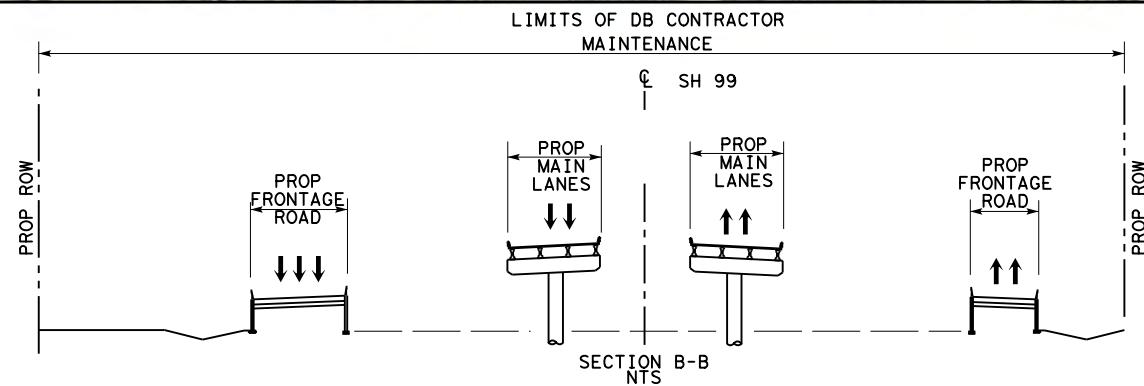 LIMITS OF DB CONTRACTOR
MAINTENANCE
℄ SH 99
PROP ROW
PROP
FRONTAGE
ROAD
PROP
MAIN
LANES
PROP
MAIN
LANES
PROP
FRONTAGE
ROAD
PROP ROW
SECTION B-B
NTS